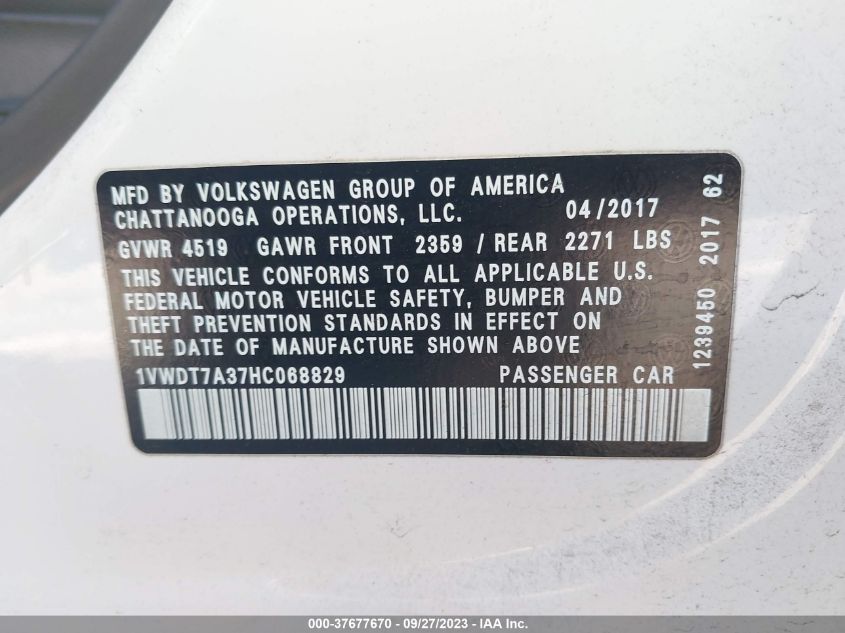 MFD BY VOLKSWAGEN GROUP OF AMERICA
CHATTANOOGA OPERATIONS, LLC. 04/2017
GVWR 4519 GAWR FRONT 2359 / REAR 2271 LBS
THIS VEHICLE CONFORMS TO ALL APPLICABLE U.S.
FEDERAL MOTOR VEHICLE SAFETY, BUMPER AND
THEFT PREVENTION STANDARDS IN EFFECT ON
THE DATE OF MANUFACTURE SHOWN ABOVE
1VWDT7A37HC068829 PASSENGER CAR
1239450 2017 62
000-37677670 - 09/27/2023 - IAA Inc.